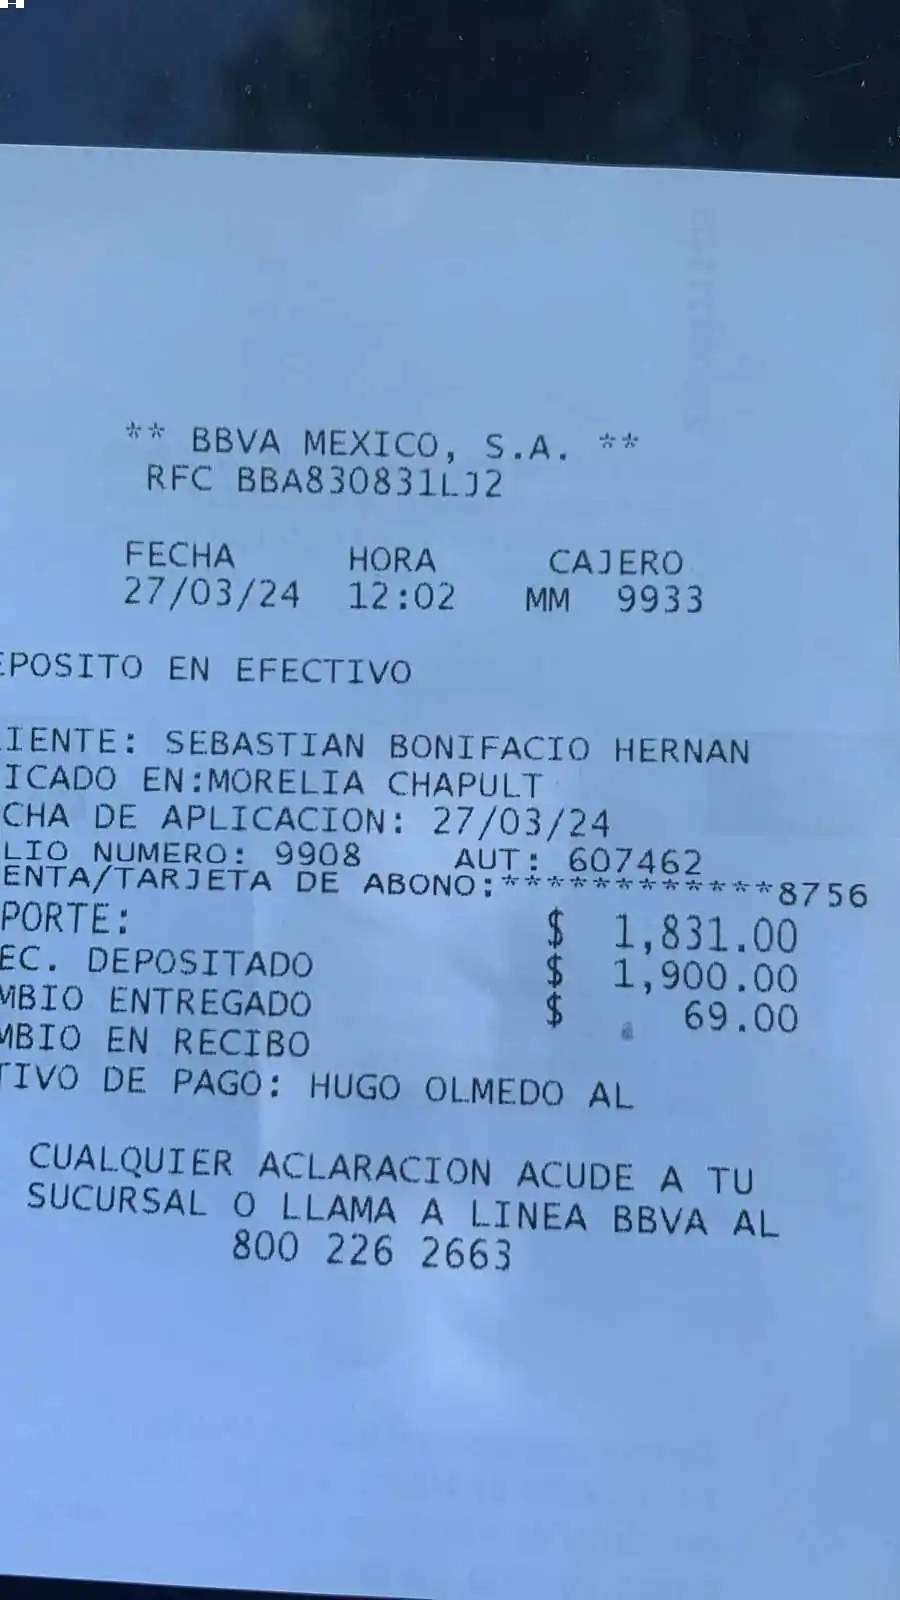 ** BBVA MEXICO, S.A. **
RFC BBA830831LJ2
FECHA HORA CAJERO
27/03/24 12:02 MM 9933
EPOSITO EN EFECTIVO
LIENTE: SEBASTIAN BONIFACIO HERNAN
ICADO EN:MORELIA CHAPULT
CHA DE APLICACION: 27/03/24
LIO NUMERO: 9908 AUT: 607462
ENTA/TARJETA DE ABONO:************8756
PORTE: $ 1,831.00
EC. DEPOSITADO $ 1,900.00
MBIO ENTREGADO $ 69.00
MBIO EN RECIBO
TIVO DE PAGO: HUGO OLMEDO AL
CUALQUIER ACLARACION ACUDE A TU
SUCURSAL O LLAMA A LINEA BBVA AL
800 226 2663